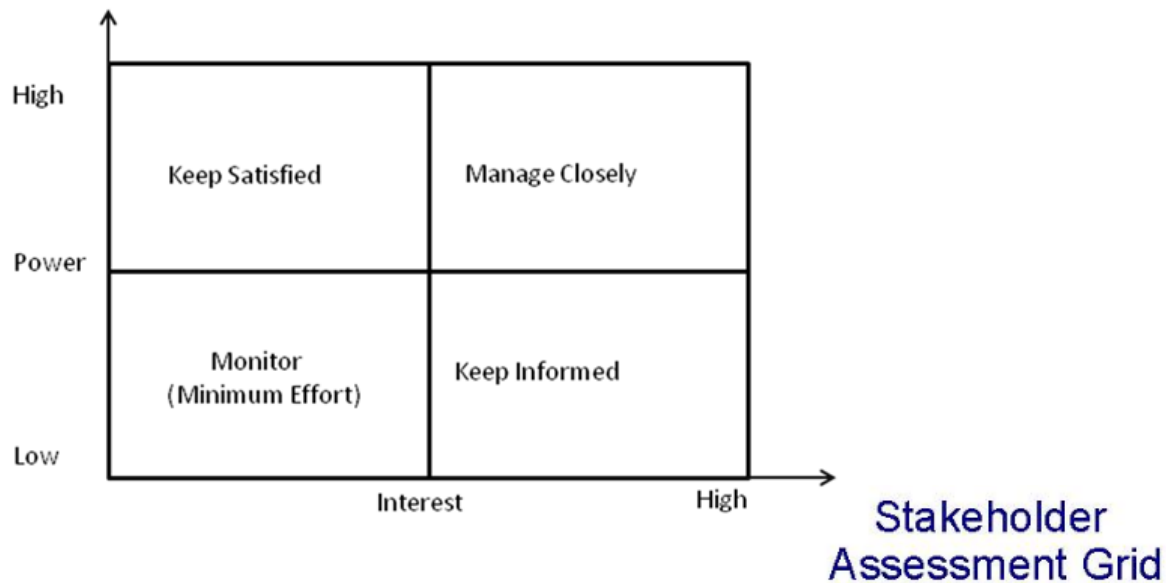 High
Keep Satisfied
Manage Closely
Power
Monitor
(Minimum Effort)
Keep Informed
Low
Interest
High
Stakeholder
Assessment Grid